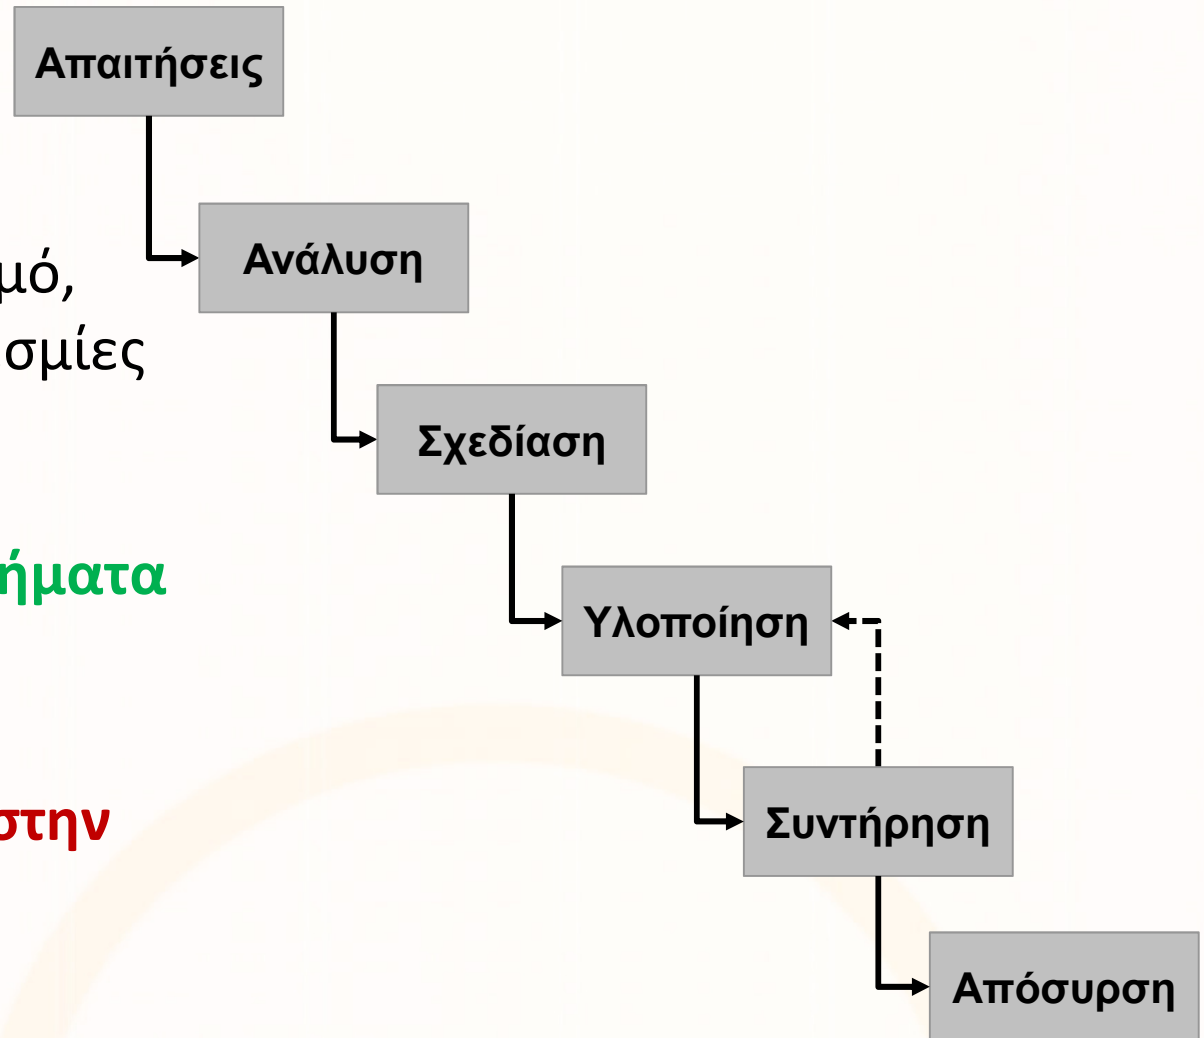 Απαιτήσεις
Ανάλυση
μό,
σμίες
Σχεδίαση
ήματα
Υλοποίηση
στην
Συντήρηση
Απόσυρση